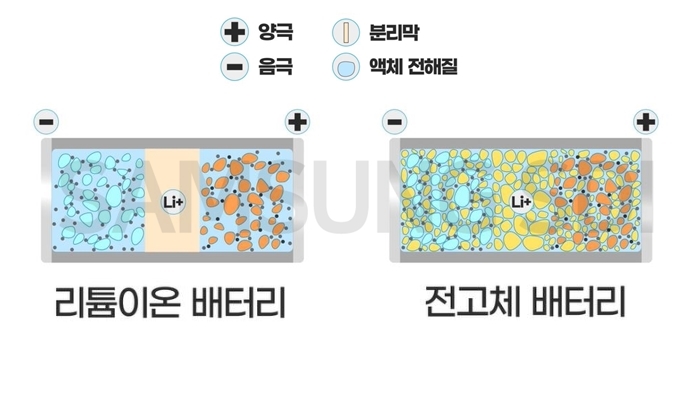 양극
분리막
음극
액체 전해질
SAMSUNG SDI
Li+
Li+
리튬이온 배터리
전고체 배터리